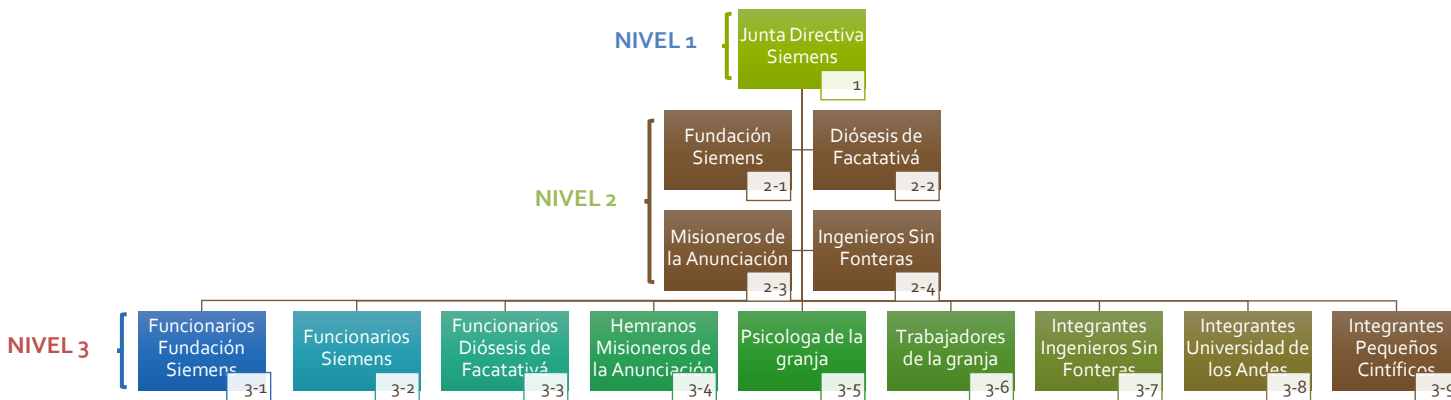 NIVEL 1
Junta Directiva
Siemens
1
NIVEL 2
Fundación
Siemens
2-1
Diósesis de
Facatativá
2-2
Misioneros de
la Anunciación
2-3
Ingenieros Sin
Fonteras
2-4
NIVEL 3
Funcionarios
Fundación
Siemens
3-1
Funcionarios
Siemens
3-2
Funcionarios
Diósesis de
Facatativá
3-3
Hemranos
Misioneros de
la Anunciación
3-4
Psicologa de la
granja
3-5
Trabajadores
de la granja
3-6
Integrantes
Ingenieros Sin
Fonteras
3-7
Integrantes
Universidad de
los Andes
3-8
Integrantes
Pequeños
Cintíficos
3-9